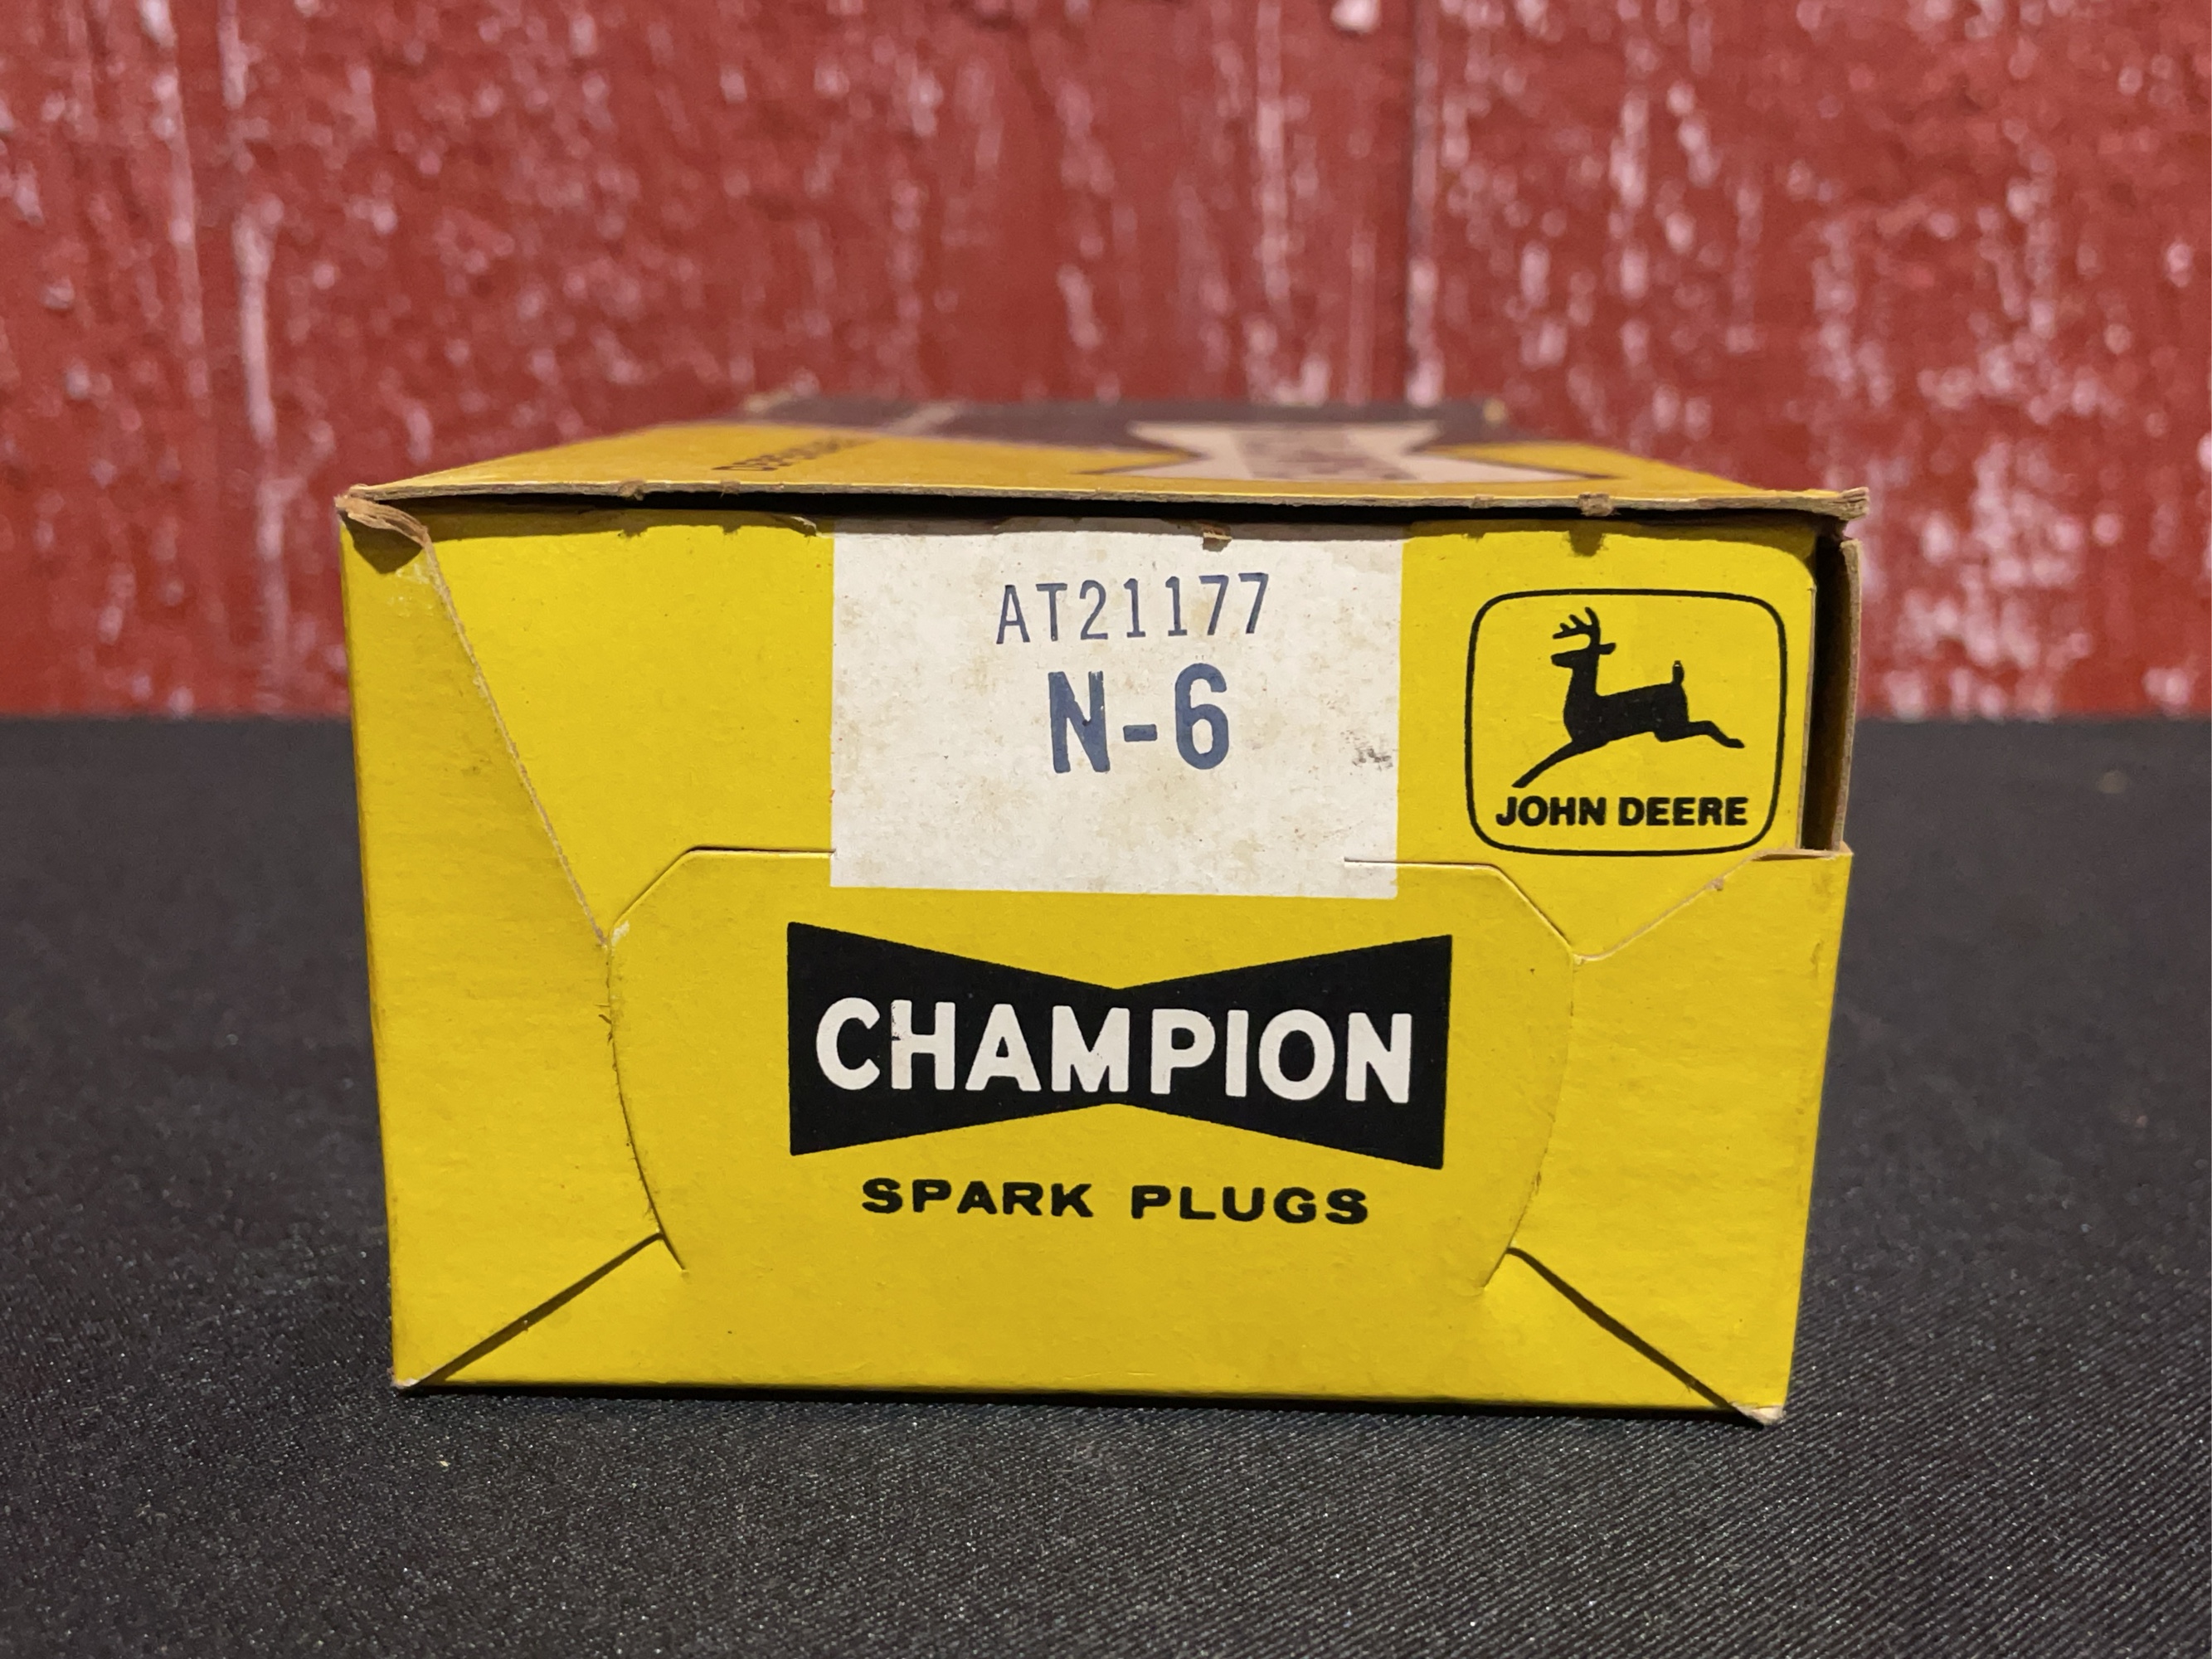 AT21177
N-6
JOHN DEERE
CHAMPION
SPARK PLUGS